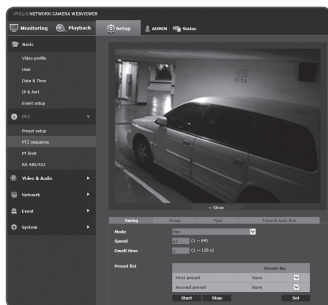 iPOLiS NETWORK CAMERA WEBVIEWER
Monitoring Playback Setup ADMIN Status
Basic
Video profile
User
Date & Time
IP & Port
Event setup
PTZ
Preset setup
PTZ sequence
PT limit
RS-485/422
Video & Audio
Network
Event
System
Show
Swing Group Tour Trace & Auto Run
Mode Pan
Speed (1 ~ 64)
Dwell time (1 ~ 128 s)
Preset list
Preset No.
First preset None
Second preset None
Start Stop Set